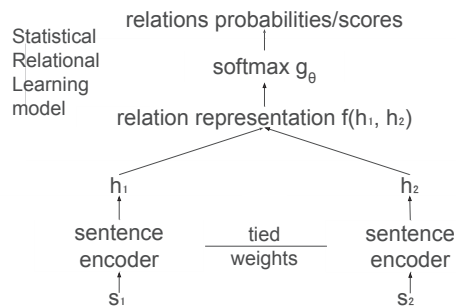 relations probabilities/scores
Statistical
Relational
Learning
model
softmax gθ
relation representation f(h₁, h₂)
h₁
h₂
sentence
encoder
tied
weights
sentence
encoder
s₁
s₂